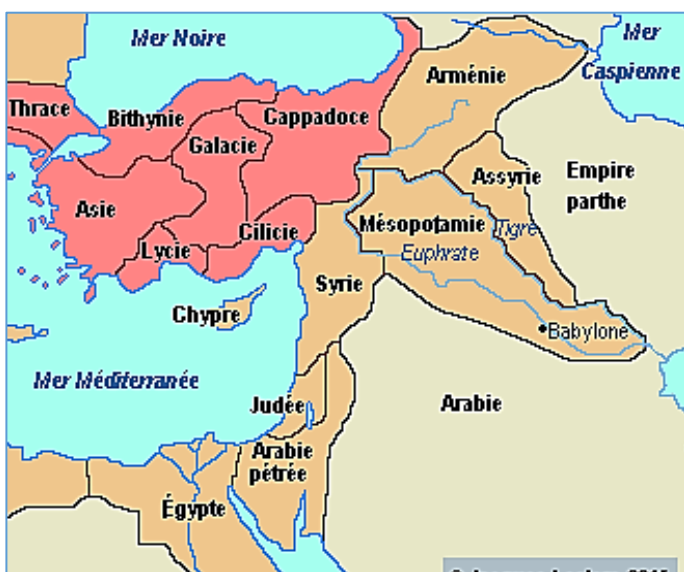 Mer Noire
Mer
Caspienne
Arménie
Thrace
Bithynie
Cappadoce
Galacie
Assyrie
Empire
parthe
Asie
Mésopotamie
Tigre
Cilicie
Lycie
Euphrate
Syrie
Chypre
Babylone
Mer Méditerranée
Judée
Arabie
Arabie
pétrée
Égypte